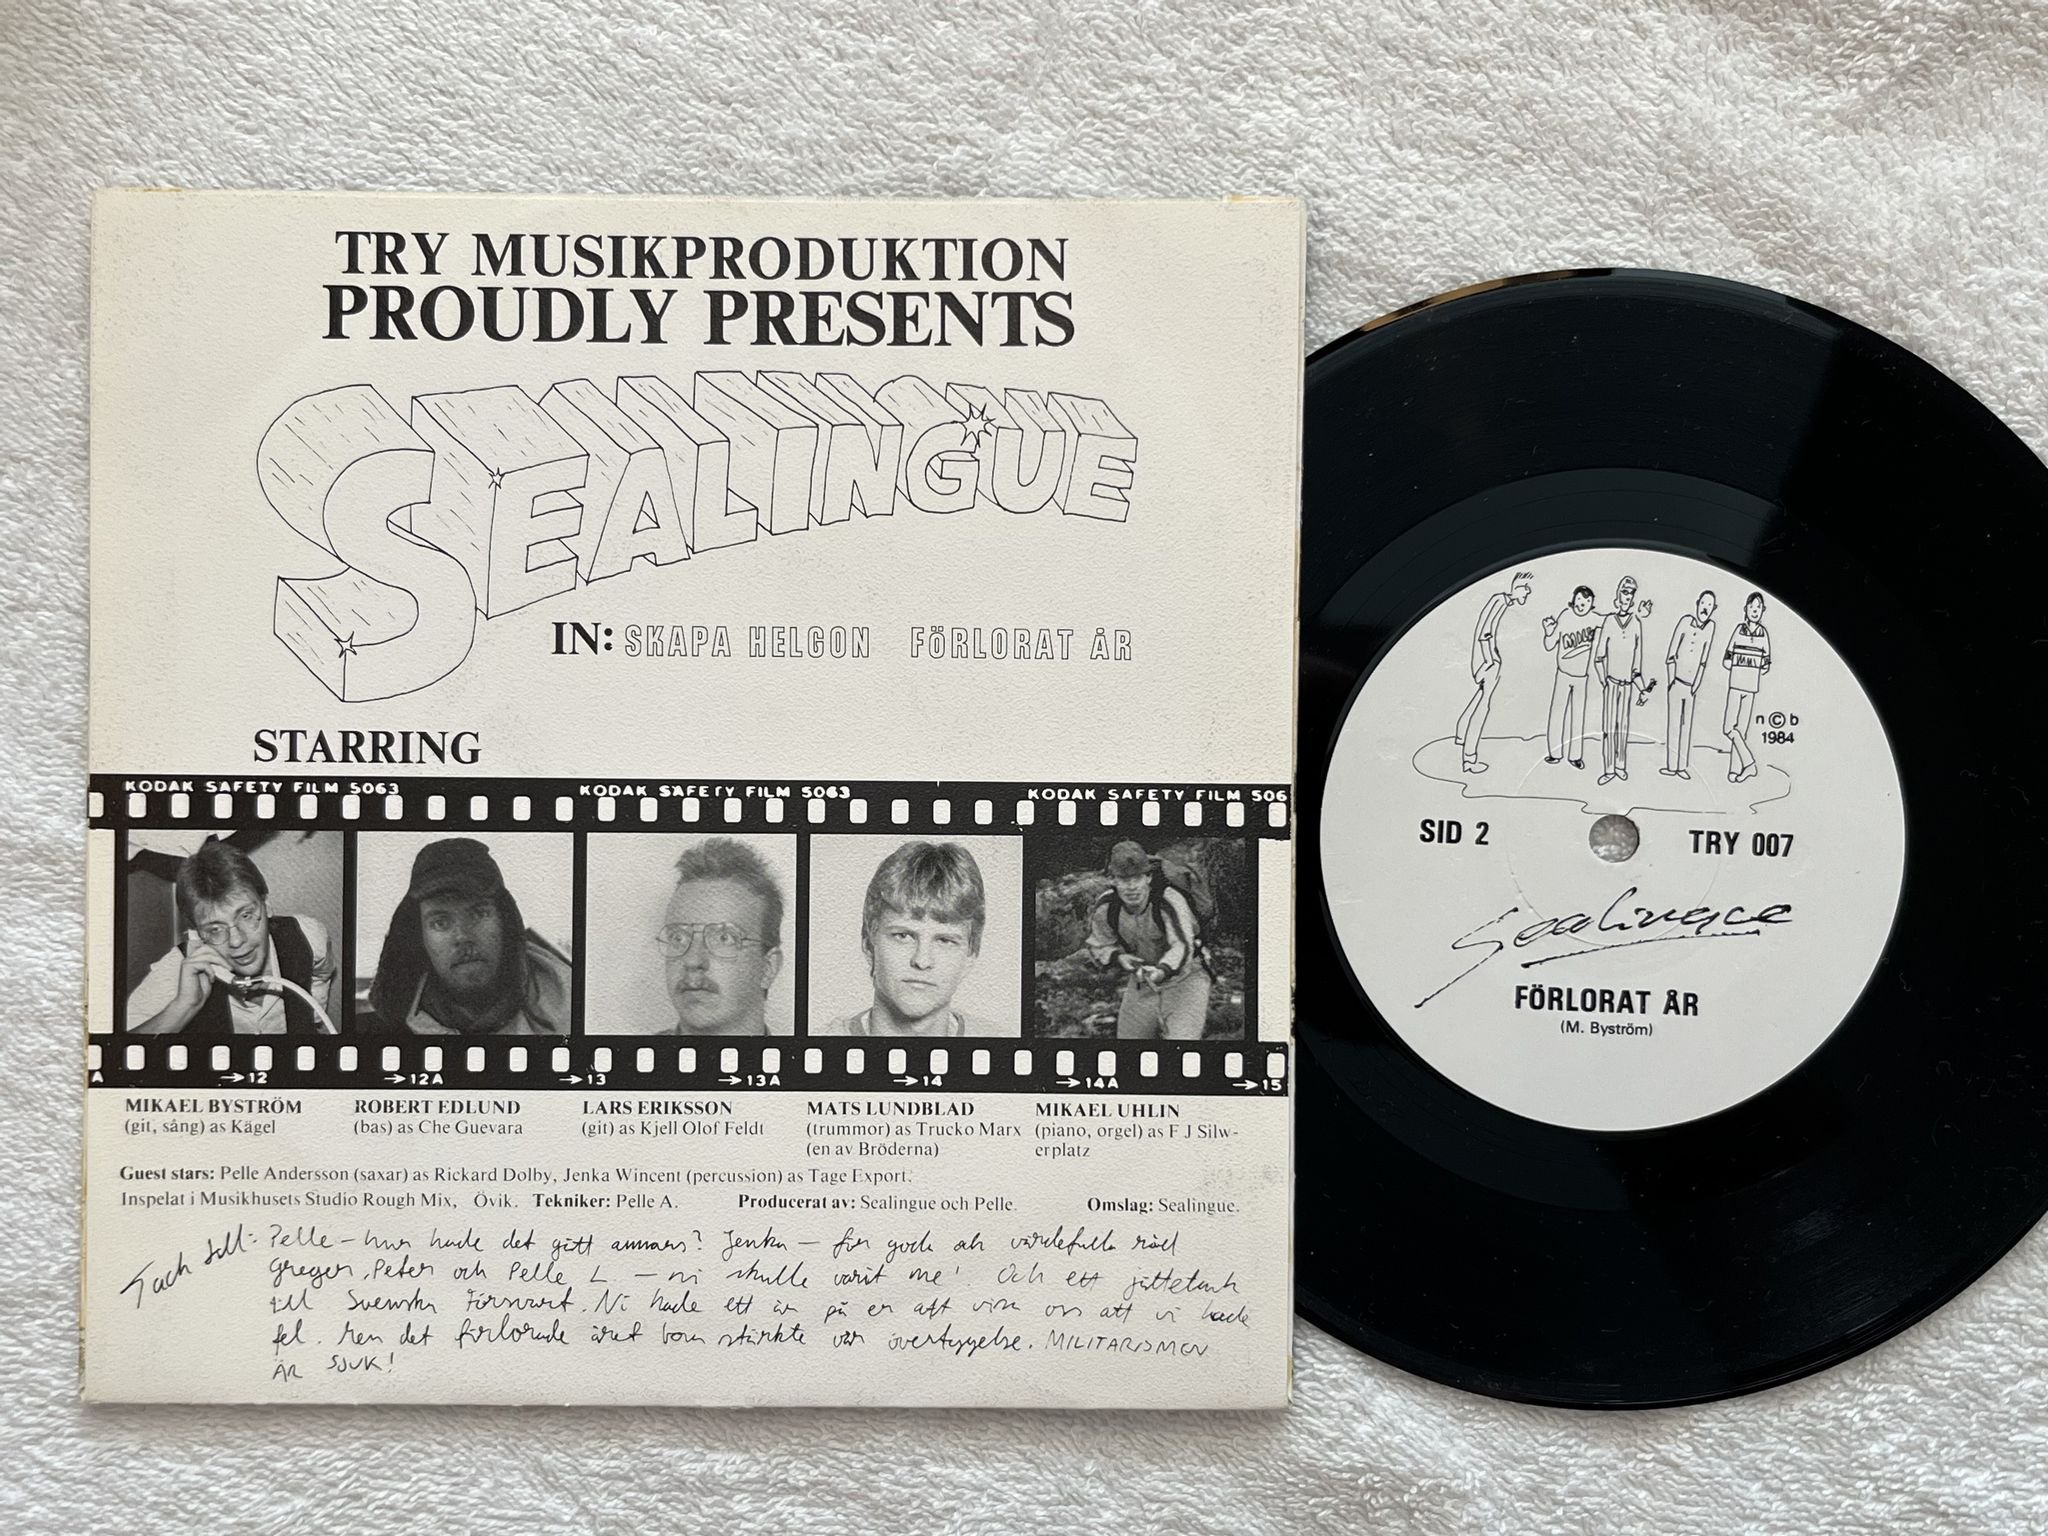 TRY MUSIKPRODUKTION
PROUDLY PRESENTS
SEALINGUE
IN: SKAPA HELGON FÖRLORAT ÅR
STARRING
KODAK SAFETY FILM 5063 KODAK SAFETY FILM 5063 KODAK SAFETY FILM 506
A →12 →12A →13 →13A →14 →14A →15
MIKAEL BYSTRÖM
(git, sång) as Kägel
ROBERT EDLUND
(bas) as Che Guevara
LARS ERIKSSON
(git) as Kjell Olof Feldt
MATS LUNDBLAD
(trummor) as Trucko Marx
(en av Bröderna)
MIKAEL UHLIN
(piano, orgel) as F J Silw-
erplatz
Guest stars: Pelle Andersson (saxar) as Rickard Dolby, Jenka Wincent (percussion) as Tage Export.
Inspelat i Musikhusets Studio Rough Mix, Övik. Tekniker: Pelle A. Producerat av: Sealingue och Pelle. Omslag: Sealingue.
Tack till: Pelle – hur hade det gått annars? Jenka – för goda och värdefulla råd
Greger, Peter och Pelle L – ni skulle varit me'. Och ett jättetack
till Svenska Försvaret. Ni hade ett år på er att visa oss att vi hade
fel. Men det förlorade året bara stärkte vår övertygelse. MILITARISMEN
ÄR SJUK!
n © b
1984
SID 2 TRY 007
Sealingue
FÖRLORAT ÅR
(M. Byström)